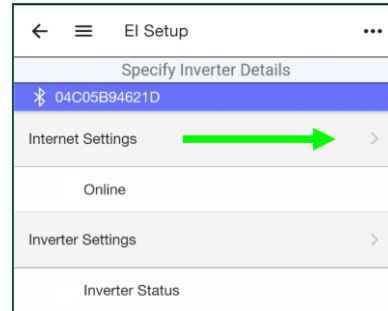 EI Setup
Specify Inverter Details
04C05B94621D
Internet Settings
Online
Inverter Settings
Inverter Status